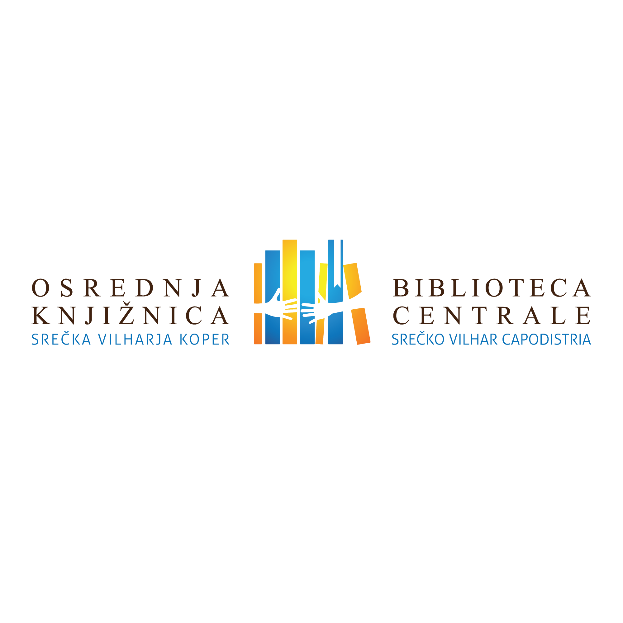 OSREDNJA
KNJIŽNICA
SREČKA VILHARJA KOPER
BIBLIOTECA
CENTRALE
SREČKO VILHAR CAPODISTRIA